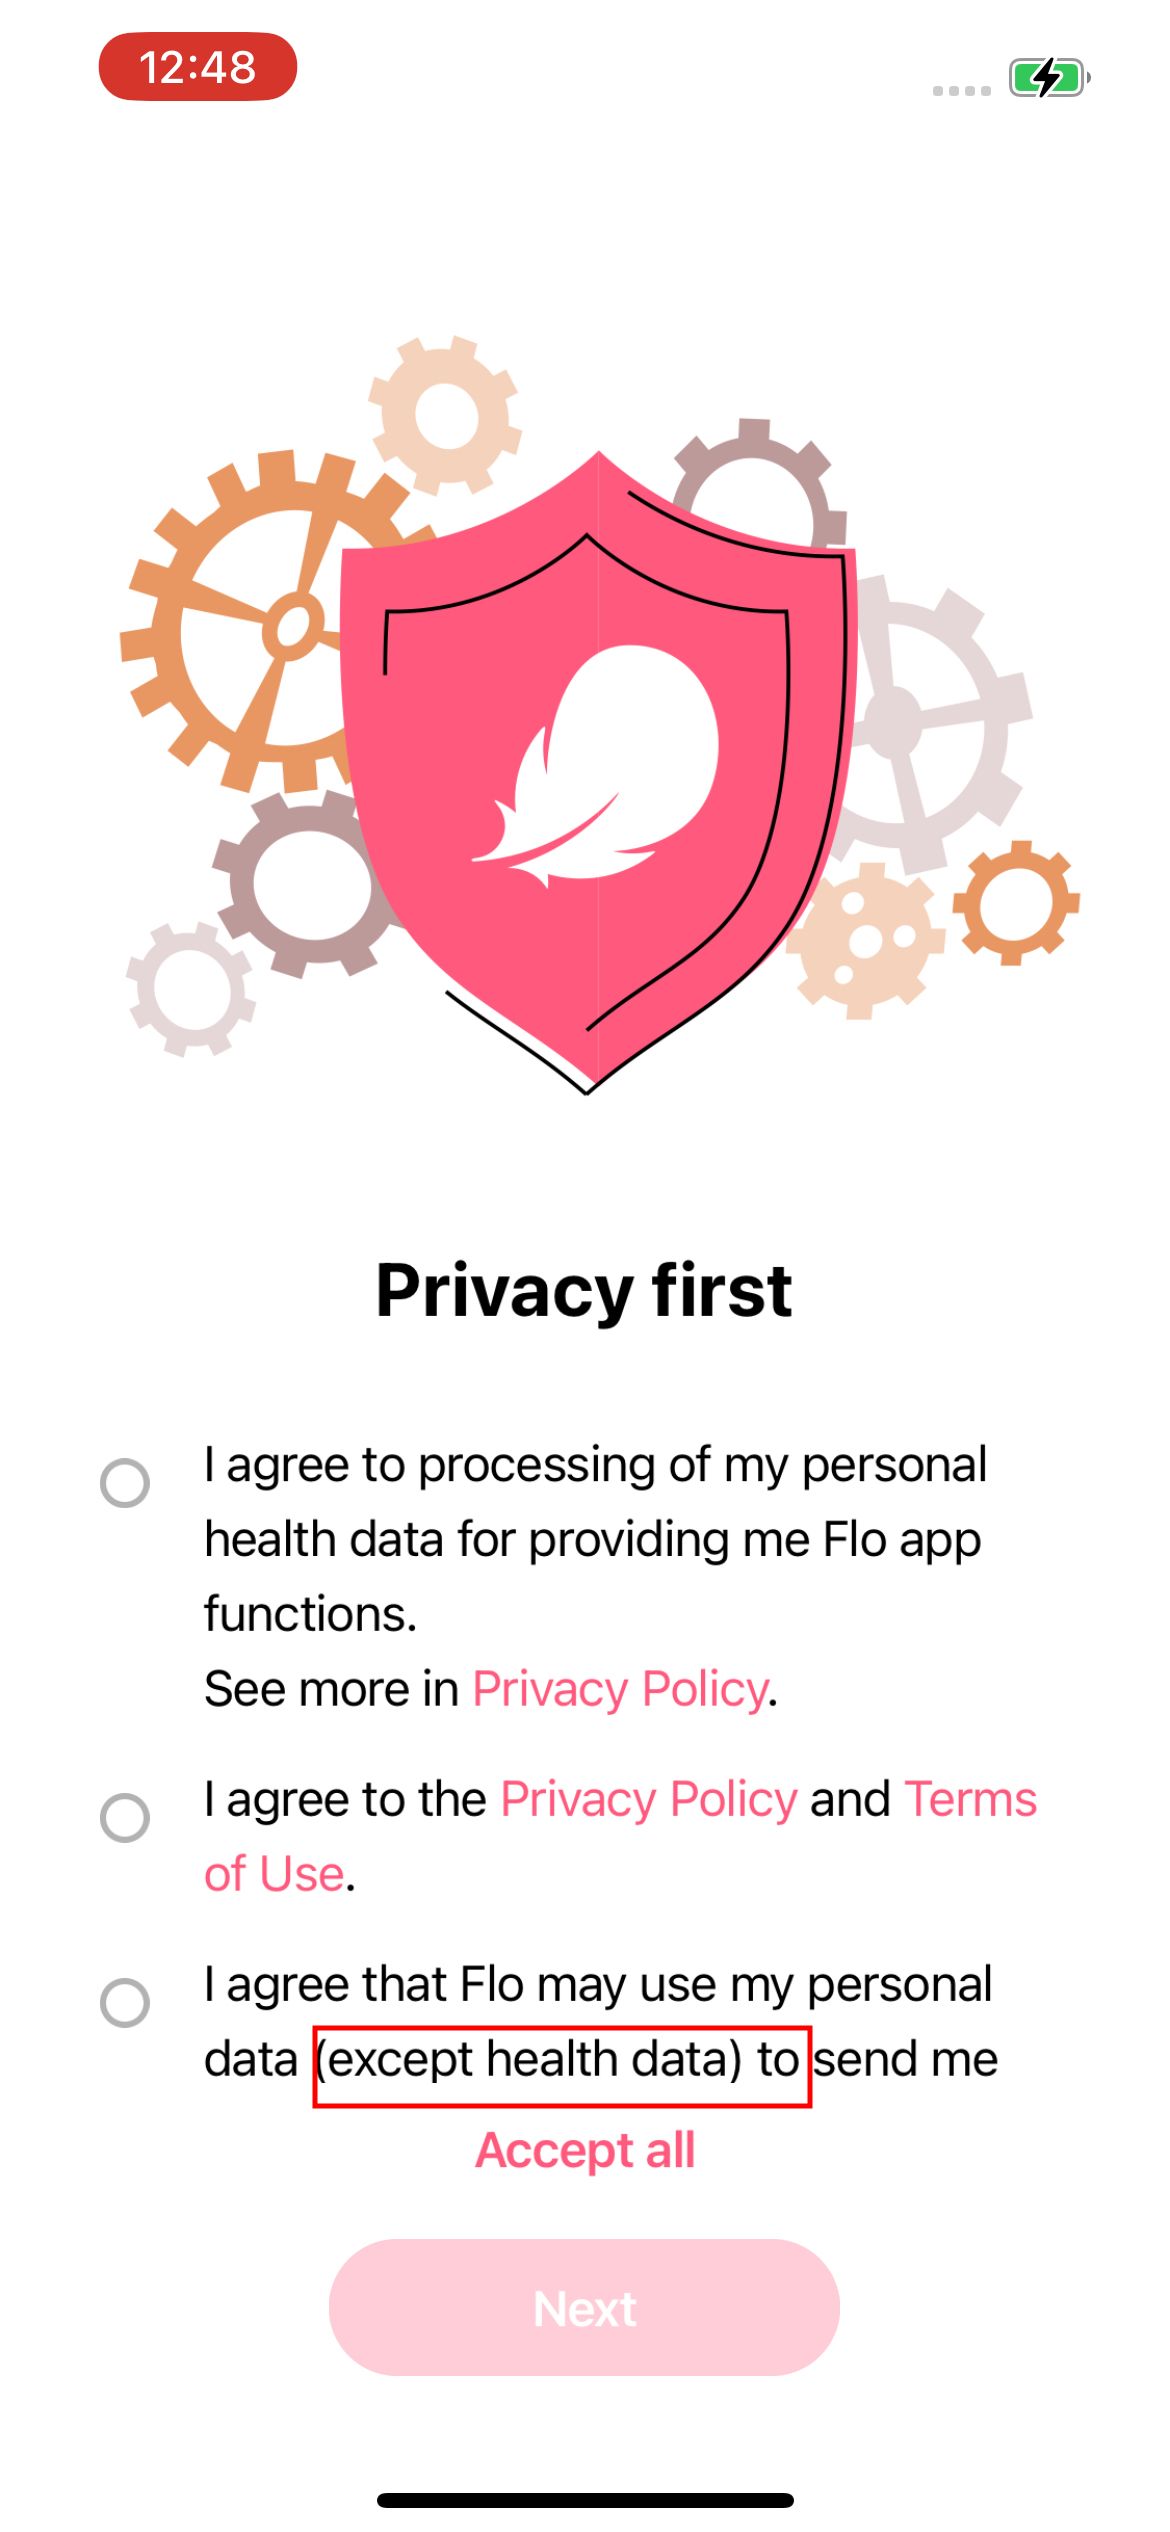 12:48
Privacy first
I agree to processing of my personal
health data for providing me Flo app
functions.
See more in Privacy Policy.
I agree to the Privacy Policy and Terms
of Use.
I agree that Flo may use my personal
data (except health data) to send me
Accept all
Next